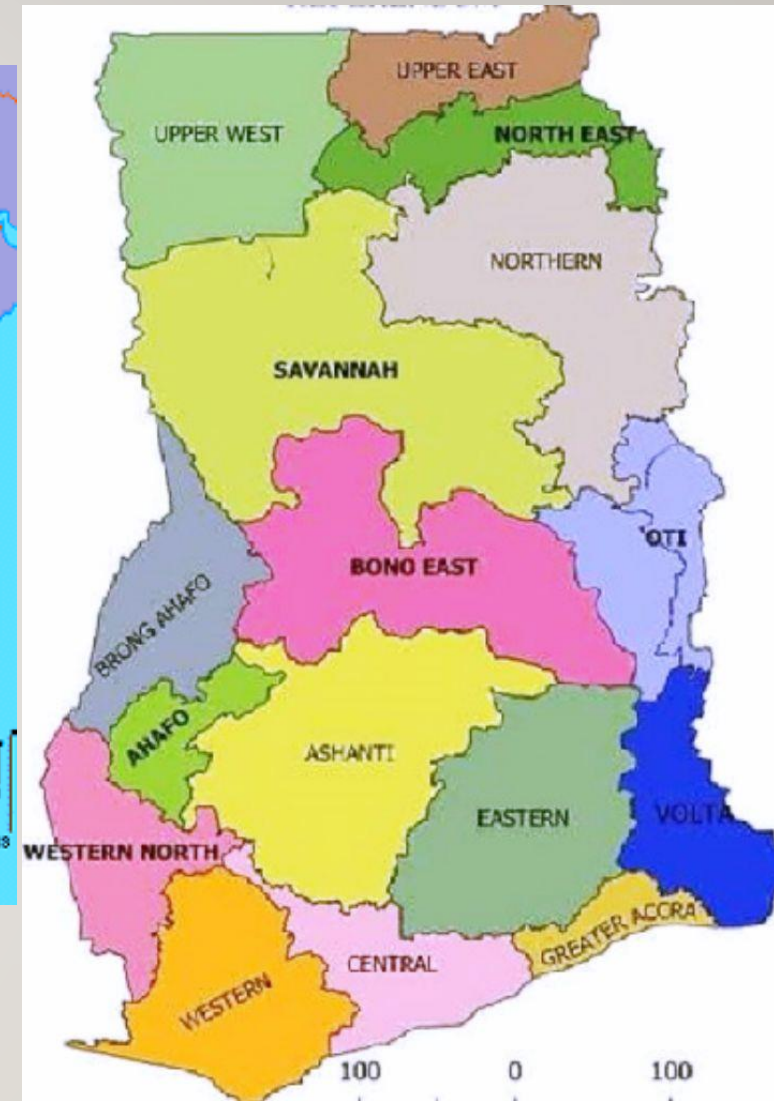 UPPER EAST
UPPER WEST
NORTH EAST
NORTHERN
SAVANNAH
OTI
BONO EAST
BRONG AHAFO
AHAFO
ASHANTI
EASTERN
VOLTA
WESTERN NORTH
GREATER ACCRA
CENTRAL
WESTERN
100 0 100